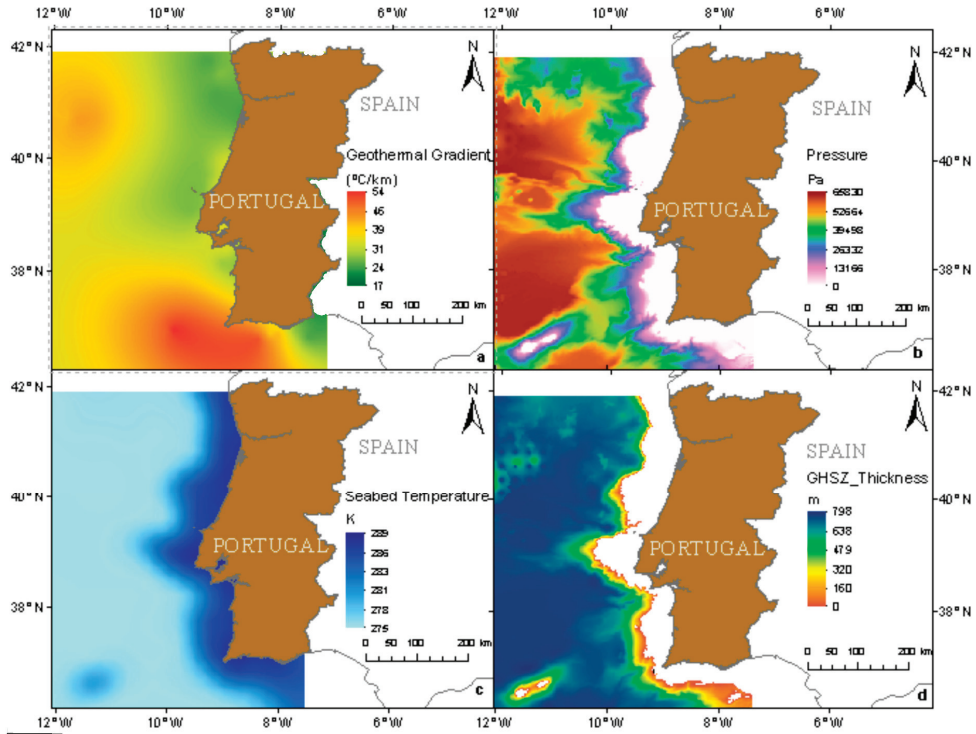 12°W 10°W 8°W 6°W 12°W 10°W 8°W 6°W
42°N
40°N
38°N
N
SPAIN
PORTUGAL
Geothermal Gradient
(ºC/km)
54
46
39
31
24
17
0 50 100 200 km
a
N
SPAIN
PORTUGAL
Pressure
Pa
65830
52664
39498
26332
13166
0
0 50 100 200 km
b
42°N
40°N
38°N
42°N
40°N
38°N
N
SPAIN
PORTUGAL
Seabed Temperature
K
289
286
283
281
278
275
0 50 100 200 km
c
N
SPAIN
PORTUGAL
GHSZ_Thickness
m
798
638
479
320
160
0
0 50 100 200 km
d
42°N
40°N
38°N
12°W 10°W 8°W 6°W 12°W 10°W 8°W 6°W